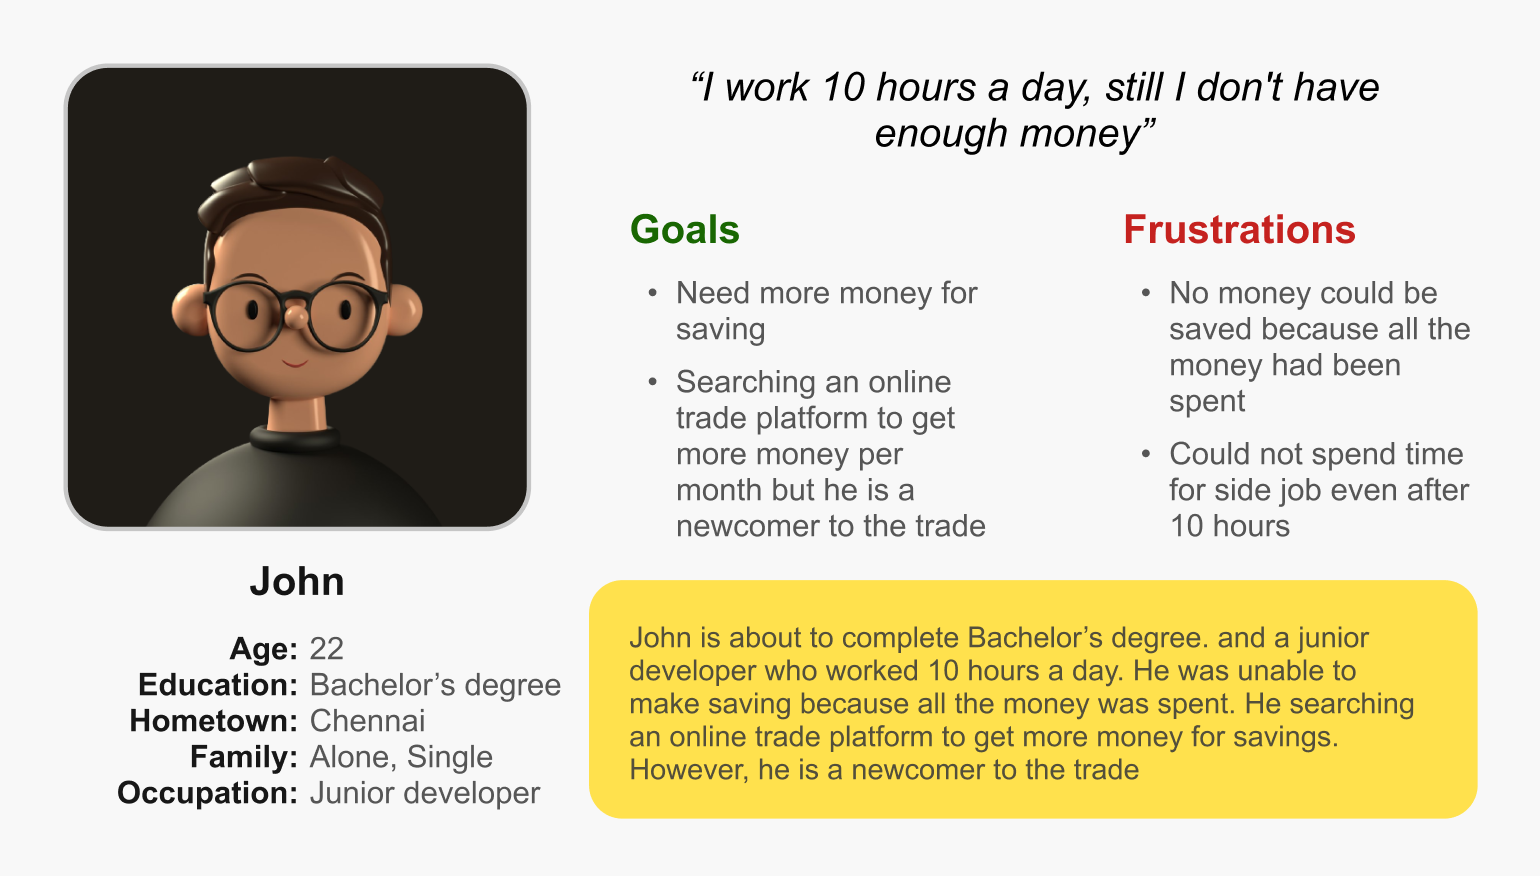 “I work 10 hours a day, still I don't have
enough money”
Goals
• Need more money for
saving
• Searching an online
trade platform to get
more money per
month but he is a
newcomer to the trade
Frustrations
• No money could be
saved because all the
money had been
spent
• Could not spend time
for side job even after
10 hours
John
Age: 22
Education: Bachelor’s degree
Hometown: Chennai
Family: Alone, Single
Occupation: Junior developer
John is about to complete Bachelor’s degree. and a junior
developer who worked 10 hours a day. He was unable to
make saving because all the money was spent. He searching
an online trade platform to get more money for savings.
However, he is a newcomer to the trade